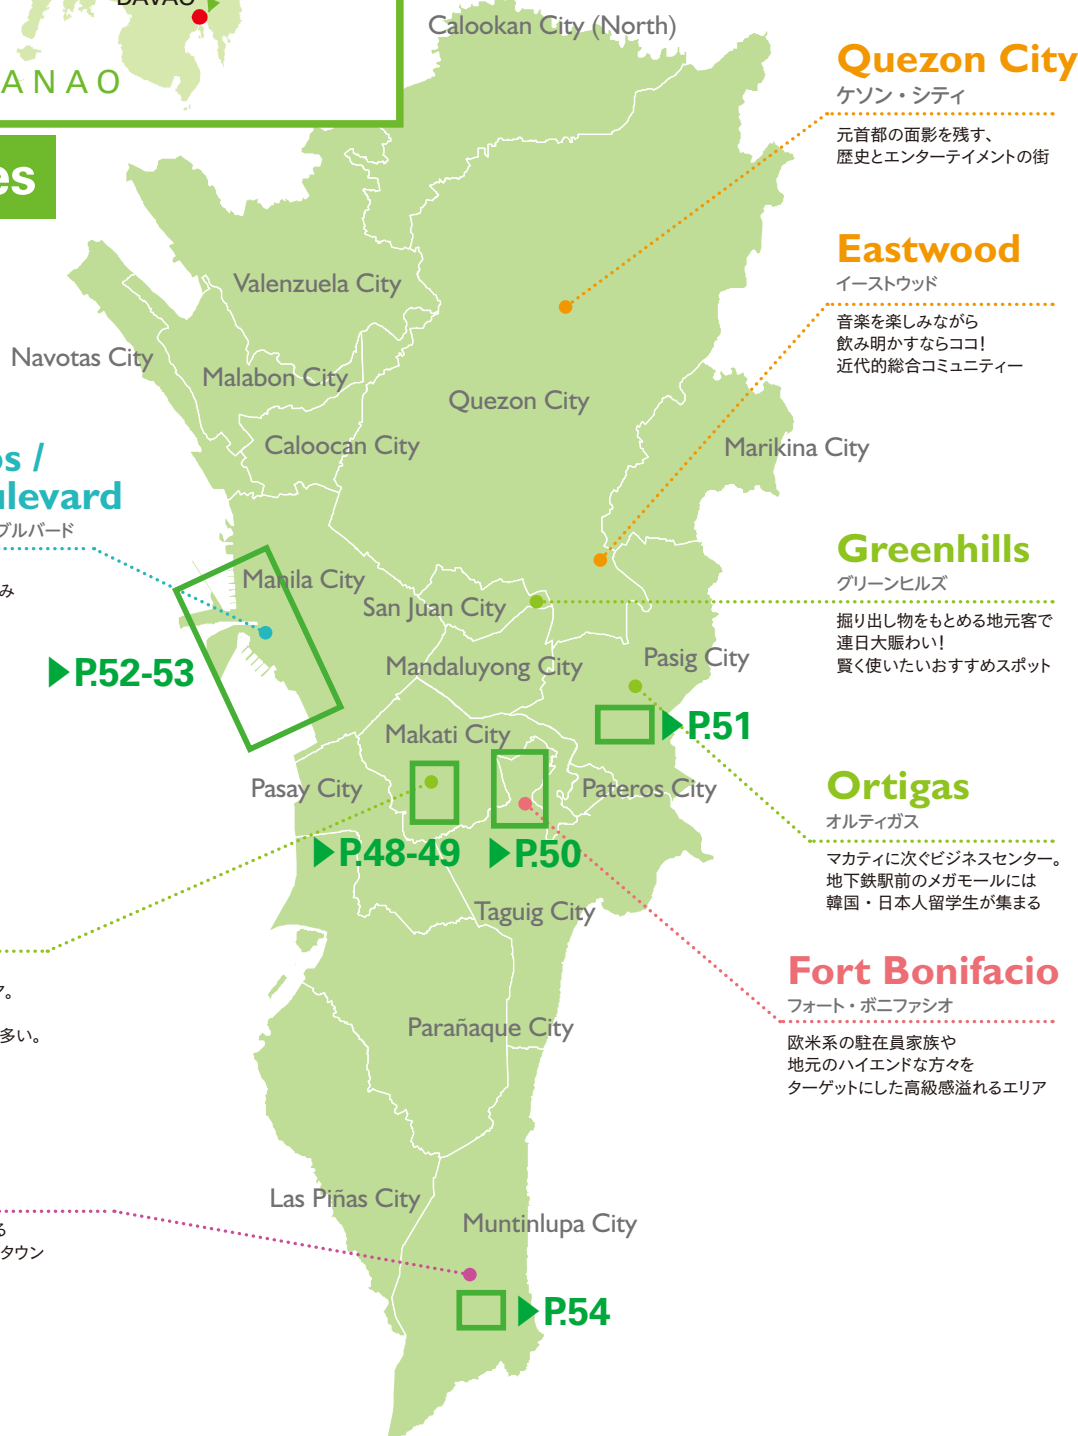 DAVAO
ANAO
es
Calookan City (North)
Valenzuela City
Navotas City
Malabon City
Caloocan City
Quezon City
Marikina City
Manila City
San Juan City
Mandaluyong City
Pasig City
Makati City
Pasay City
Pateros City
Taguig City
Parañaque City
Las Piñas City
Muntinlupa City
os /
ulevard
ブルバード
み
▶P.52-53
▶P.51
▶P.48-49
▶P.50
▶P.54
ア。
多い。
る
タウン
Quezon City
ケソン・シティ
元首都の面影を残す、
歴史とエンターテイメントの街
Eastwood
イーストウッド
音楽を楽しみながら
飲み明かすならココ!
近代的総合コミュニティー
Greenhills
グリーンヒルズ
掘り出し物をもとめる地元客で
連日大賑わい!
賢く使いたいおすすめスポット
Ortigas
オルティガス
マカティに次ぐビジネスセンター。
地下鉄駅前のメガモールには
韓国・日本人留学生が集まる
Fort Bonifacio
フォート・ボニファシオ
欧米系の駐在員家族や
地元のハイエンドな方々を
ターゲットにした高級感溢れるエリア